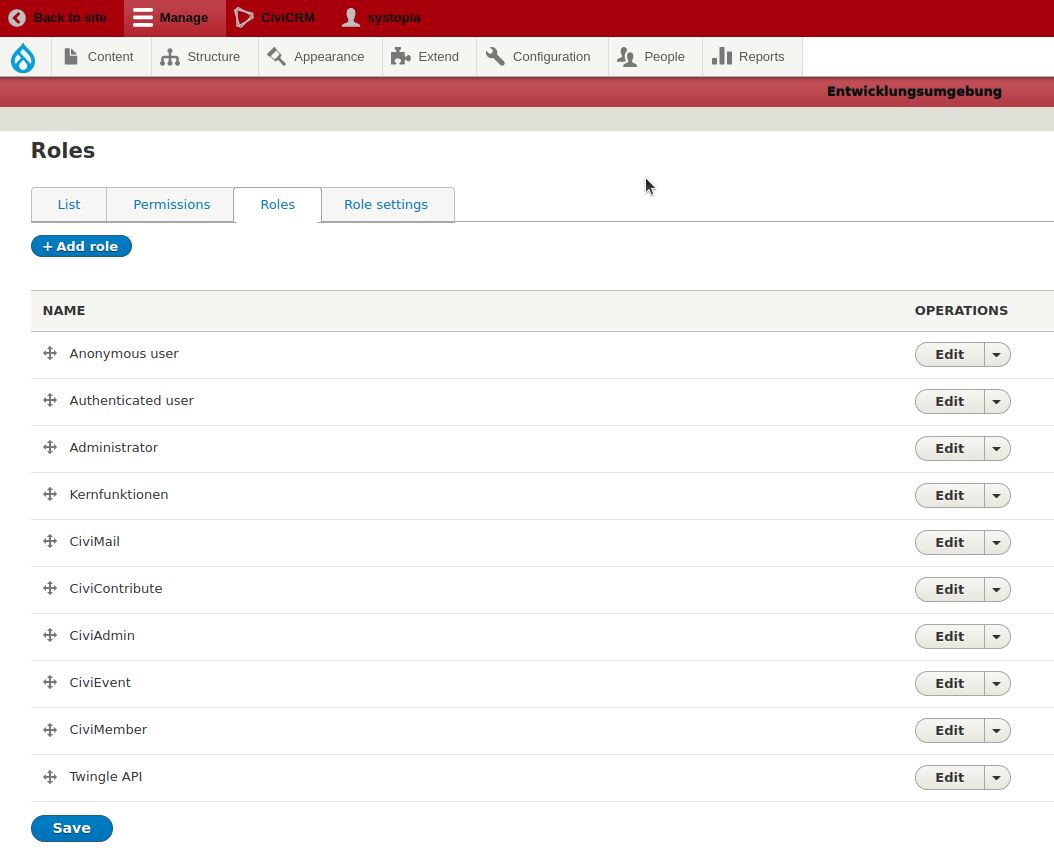 Back to site Manage CiviCRM systopia
Content Structure Appearance Extend Configuration People Reports
Entwicklungsumgebung
Roles
List Permissions Roles Role settings
+ Add role
NAME OPERATIONS
Anonymous user Edit
Authenticated user Edit
Administrator Edit
Kernfunktionen Edit
CiviMail Edit
CiviContribute Edit
CiviAdmin Edit
CiviEvent Edit
CiviMember Edit
Twingle API Edit
Save